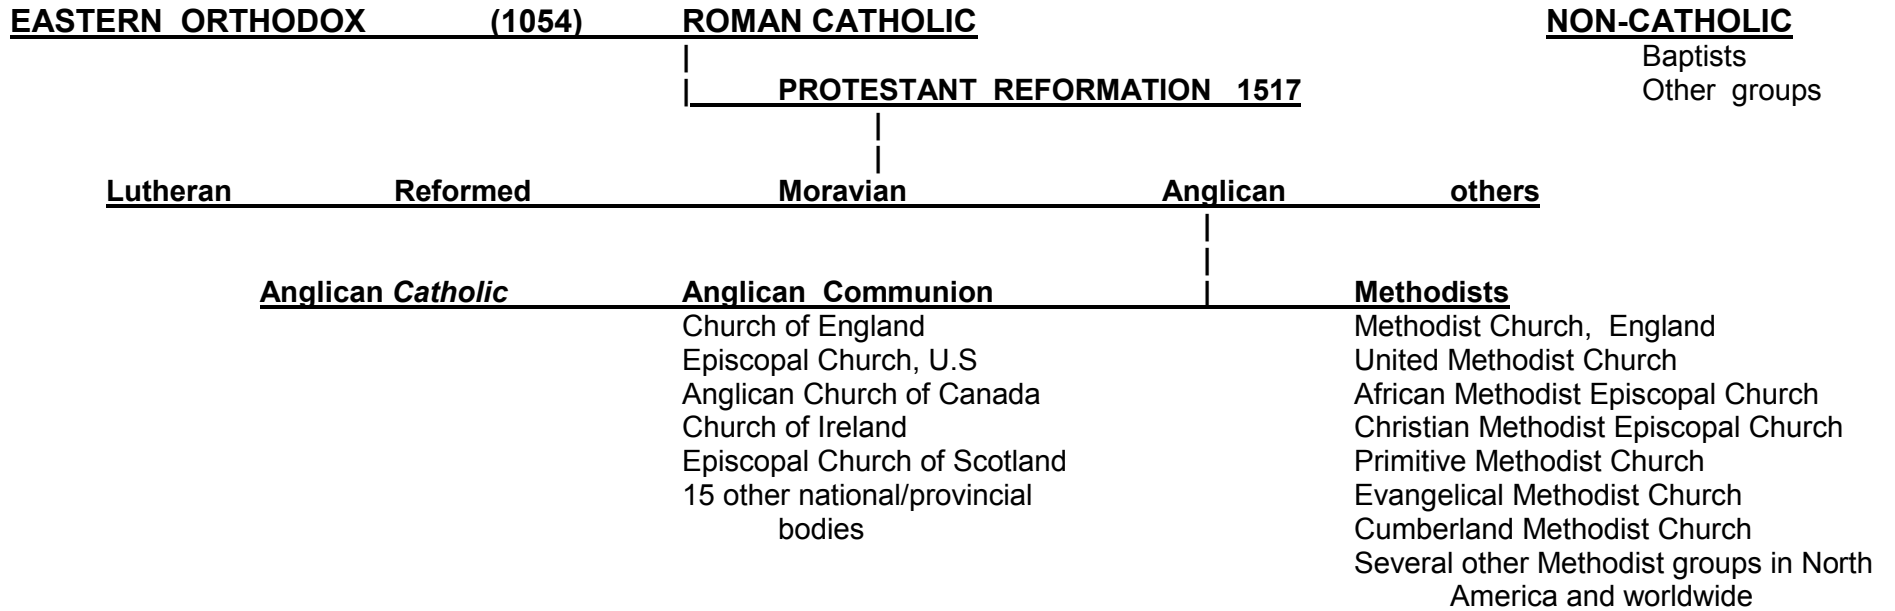 EASTERN ORTHODOX (1054) ROMAN CATHOLIC NON-CATHOLIC
Baptists
PROTESTANT REFORMATION 1517 Other groups
Lutheran Reformed Moravian Anglican others
Anglican Catholic Anglican Communion Methodists
Church of England Methodist Church, England
Episcopal Church, U.S United Methodist Church
Anglican Church of Canada African Methodist Episcopal Church
Church of Ireland Christian Methodist Episcopal Church
Episcopal Church of Scotland Primitive Methodist Church
15 other national/provincial Evangelical Methodist Church
bodies Cumberland Methodist Church
Several other Methodist groups in North
America and worldwide